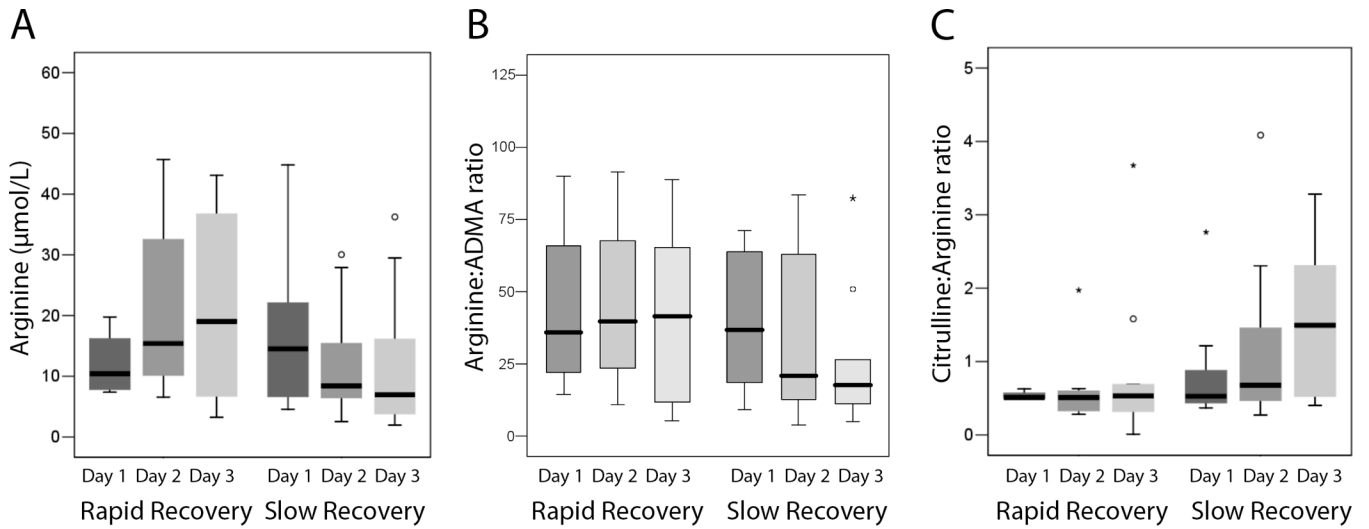 A
B
C
Arginine (μmol/L)
60
50
40
30
20
10
0
Day 1 Day 2 Day 3 Day 1 Day 2 Day 3
Rapid Recovery Slow Recovery
Arginine:ADMA ratio
125
100
75
50
25
0
Day 1 Day 2 Day 3 Day 1 Day 2 Day 3
Rapid Recovery Slow Recovery
Citrulline:Arginine ratio
5
4
3
2
1
0
Day 1 Day 2 Day 3 Day 1 Day 2 Day 3
Rapid Recovery Slow Recovery